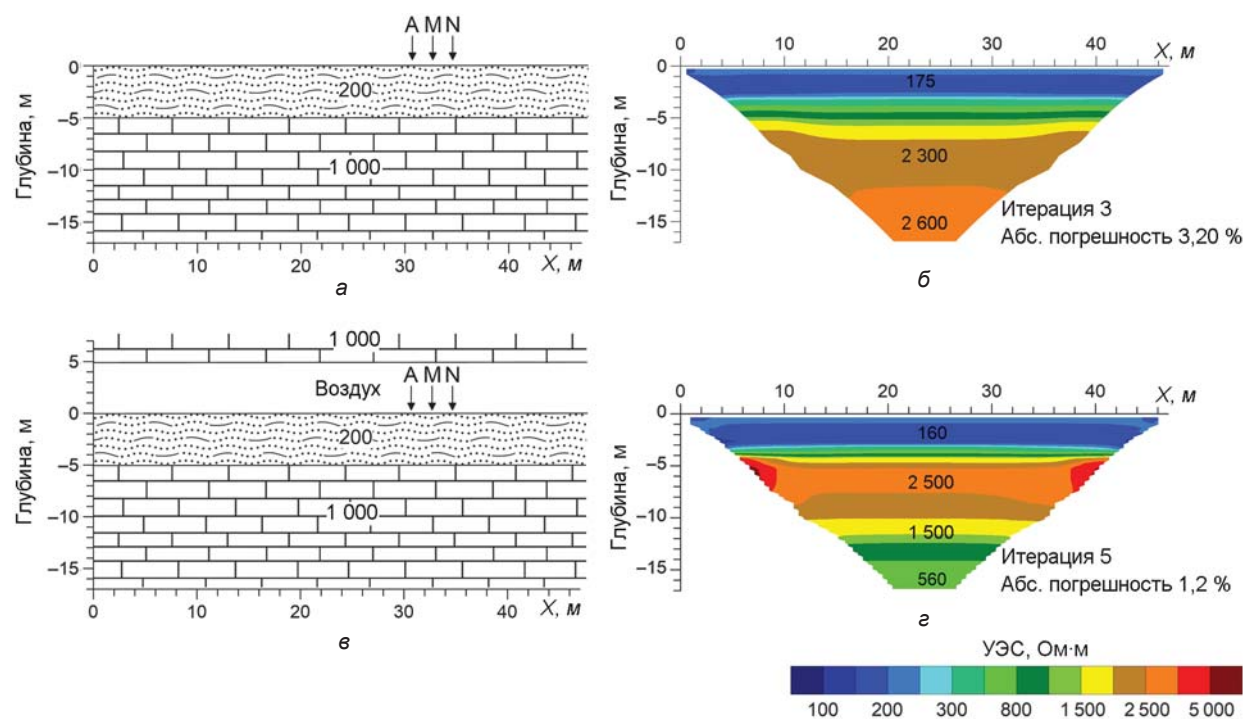 A M N
0
–5
–10
–15
Глубина, м
200
1 000
0 10 20 30 40 X, м
а
0 10 20 30 40 X, м
0
–5
–10
–15
Глубина, м
175
2 300
2 600
Итерация 3
Абс. погрешность 3,20 %
б
5
0
–5
–10
–15
Глубина, м
1 000
Воздух
A M N
200
1 000
0 10 20 30 40 X, м
в
0 10 20 30 40 X, м
0
–5
–10
–15
Глубина, м
160
2 500
1 500
560
Итерация 5
Абс. погрешность 1,2 %
г
УЭС, Ом·м
100 200 300 800 1 500 2 500 5 000